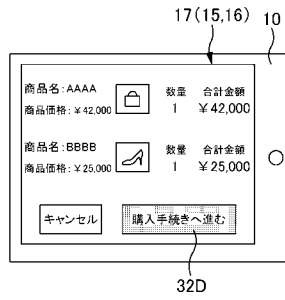 17(15,16)
10
商品名:AAAA
商品価格:￥42,000
数量 合計金額
1 ￥42,000
商品名:BBBB
商品価格:￥25,000
数量 合計金額
1 ￥25,000
キャンセル
購入手続きへ進む
32D